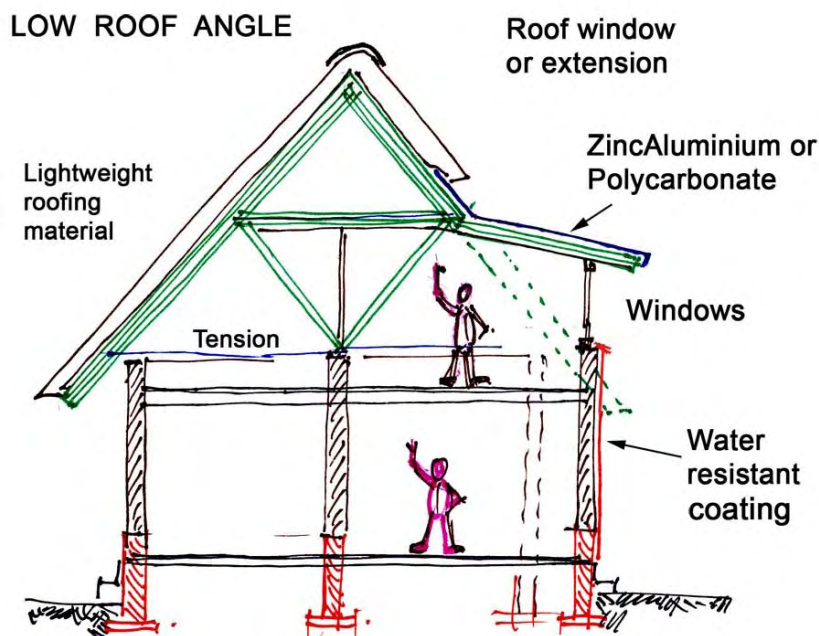 LOW ROOF ANGLE
Roof window
or extension
ZincAluminium or
Polycarbonate
Lightweight
roofing
material
Windows
Tension
Water
resistant
coating